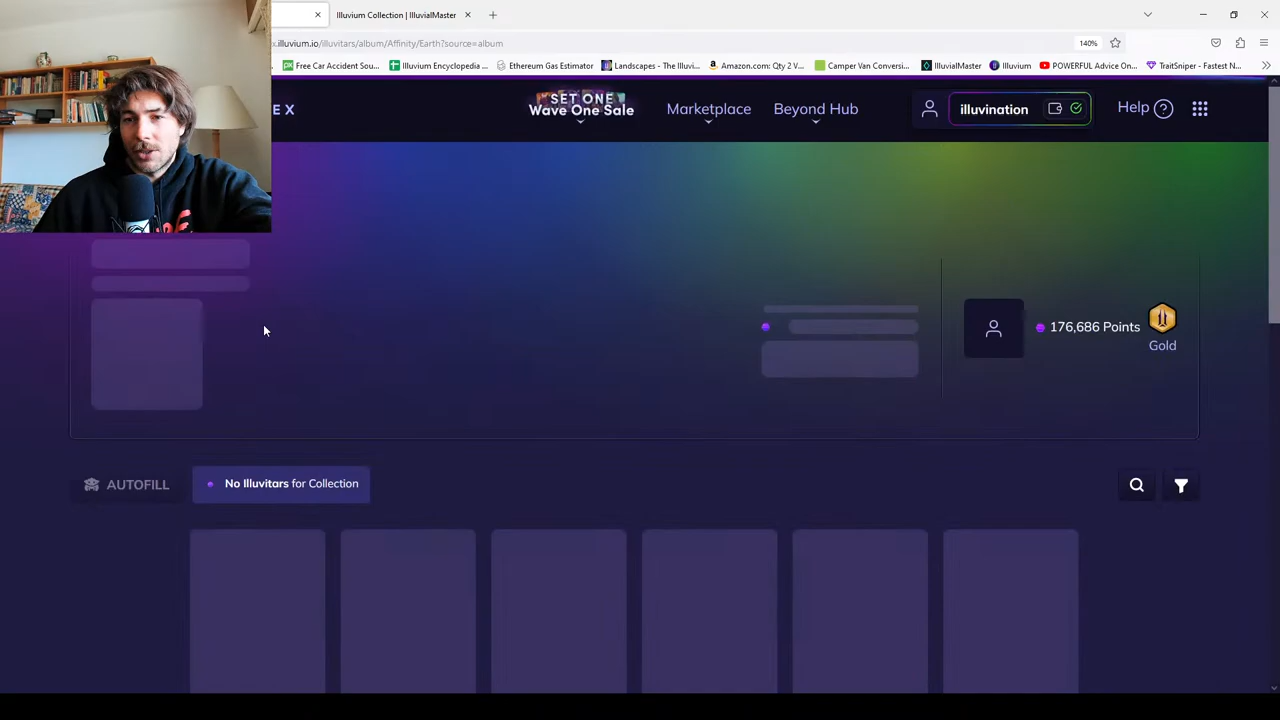 Illuvium Collection | IlluvialMaster
x.illuvium.io/illuvitars/album/Affinity/Earth?source=album
140%
Free Car Accident Sou...
Illuvium Encyclopedia ...
Ethereum Gas Estimator
Landscapes - The Illuvi...
Amazon.com: Qty 2 V...
Camper Van Conversi...
IlluvialMaster
Illuvium
POWERFUL Advice On...
TraitSniper - Fastest N...
E X
SET ONE
Wave One Sale
Marketplace
Beyond Hub
illuvination
Help
176,686 Points
Gold
AUTOFILL
No Illuvitars for Collection